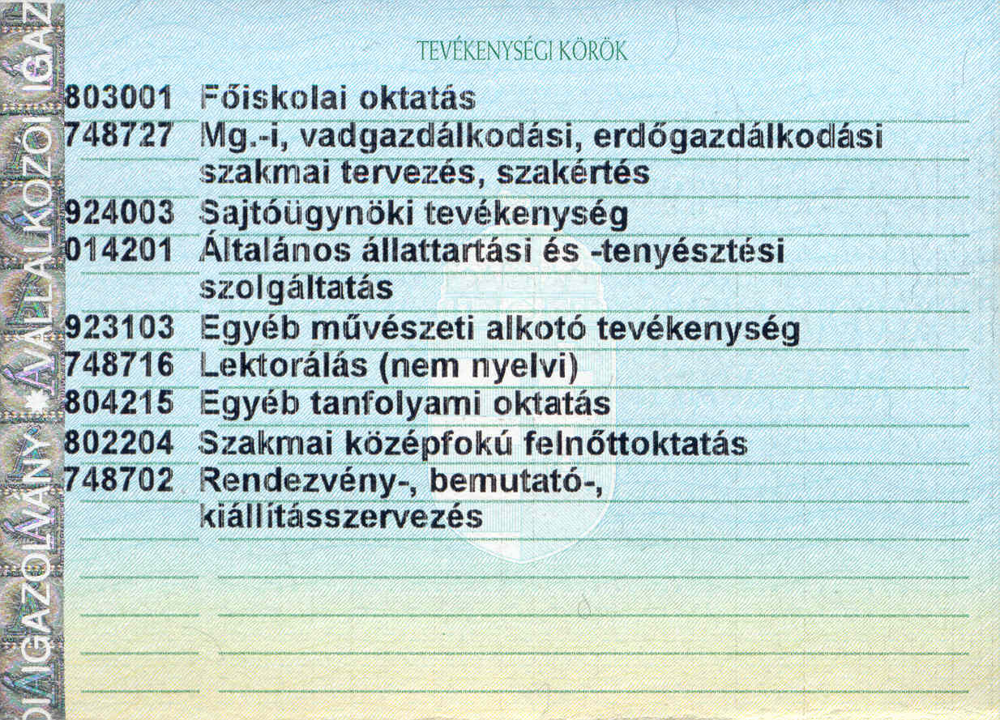 TEVÉKENYSÉGI KÖRÖK
803001 Főiskolai oktatás
748727 Mg.-i, vadgazdálkodási, erdőgazdálkodási
szakmai tervezés, szakértés
924003 Sajtóügynöki tevékenység
014201 Általános állattartási és -tenyésztési
szolgáltatás
923103 Egyéb művészeti alkotó tevékenység
748716 Lektorálás (nem nyelvi)
804215 Egyéb tanfolyami oktatás
802204 Szakmai középfokú felnőttoktatás
748702 Rendezvény-, bemutató-,
kiállításszervezés
IGAZOLVÁNY * VÁLLALKOZÓI IGAZ